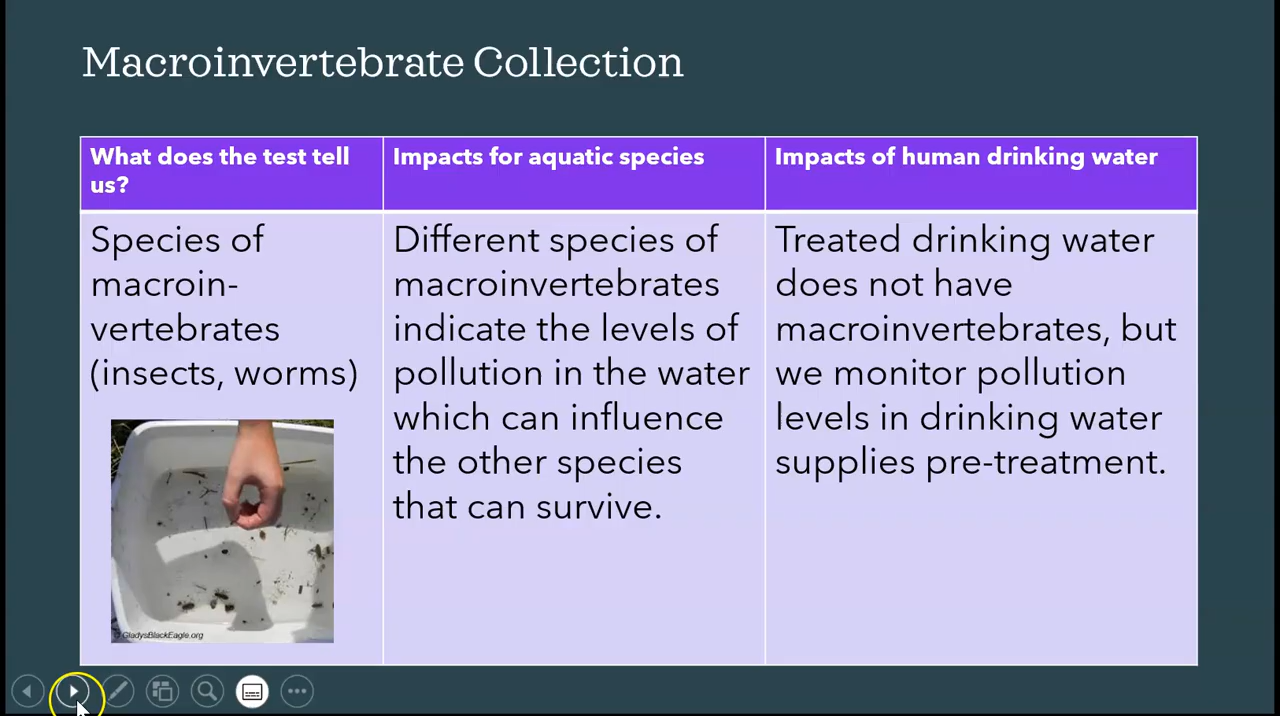 Macroinvertebrate Collection
What does the test tell
us?
Impacts for aquatic species
Impacts of human drinking water
Species of
macroin-
vertebrates
(insects, worms)
Different species of
macroinvertebrates
indicate the levels of
pollution in the water
which can influence
the other species
that can survive.
Treated drinking water
does not have
macroinvertebrates, but
we monitor pollution
levels in drinking water
supplies pre-treatment.
© GladysBlackEagle.org